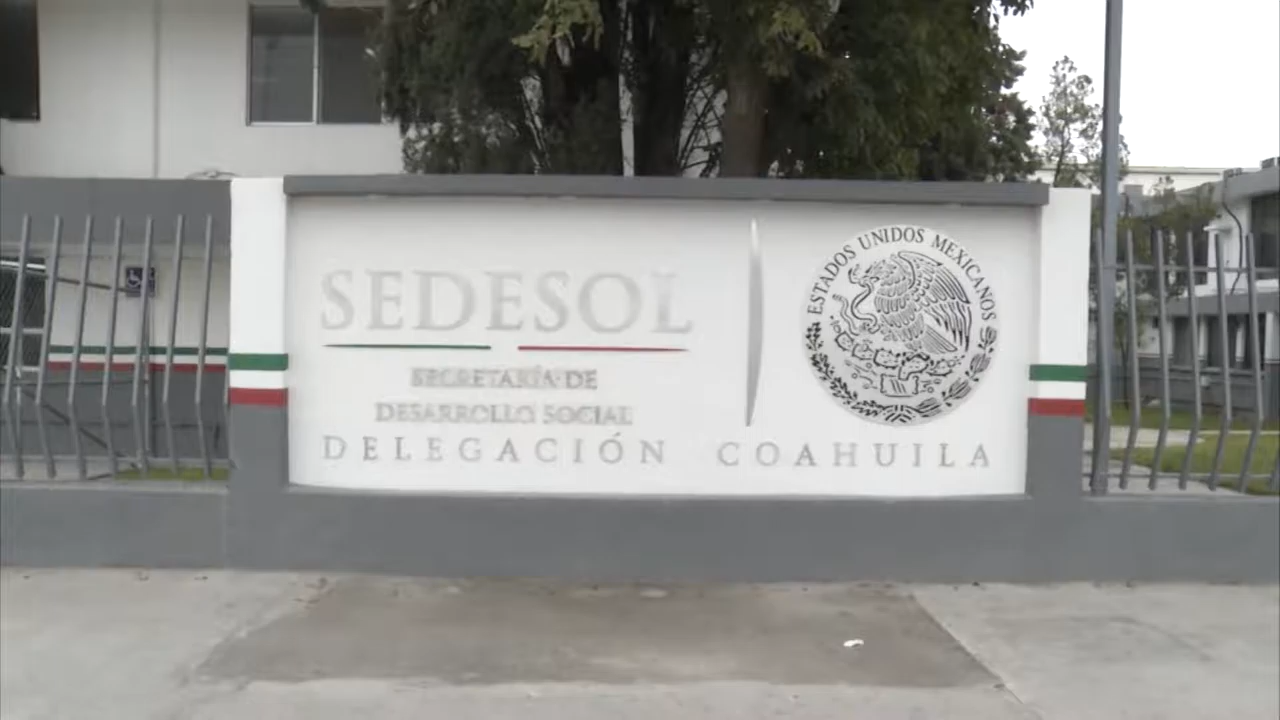 SEDESOL
SECRETARÍA DE
DESARROLLO SOCIAL
DELEGACIÓN COAHUILA
ESTADOS UNIDOS MEXICANOS